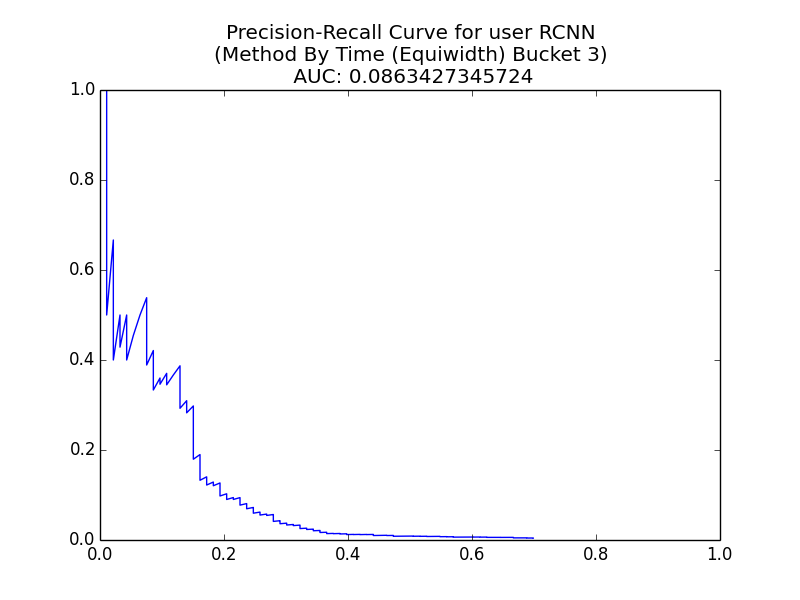 Precision-Recall Curve for user RCNN
(Method By Time (Equiwidth) Bucket 3)
AUC: 0.0863427345724
1.0
0.8
0.6
0.4
0.2
0.0
0.0 0.2 0.4 0.6 0.8 1.0